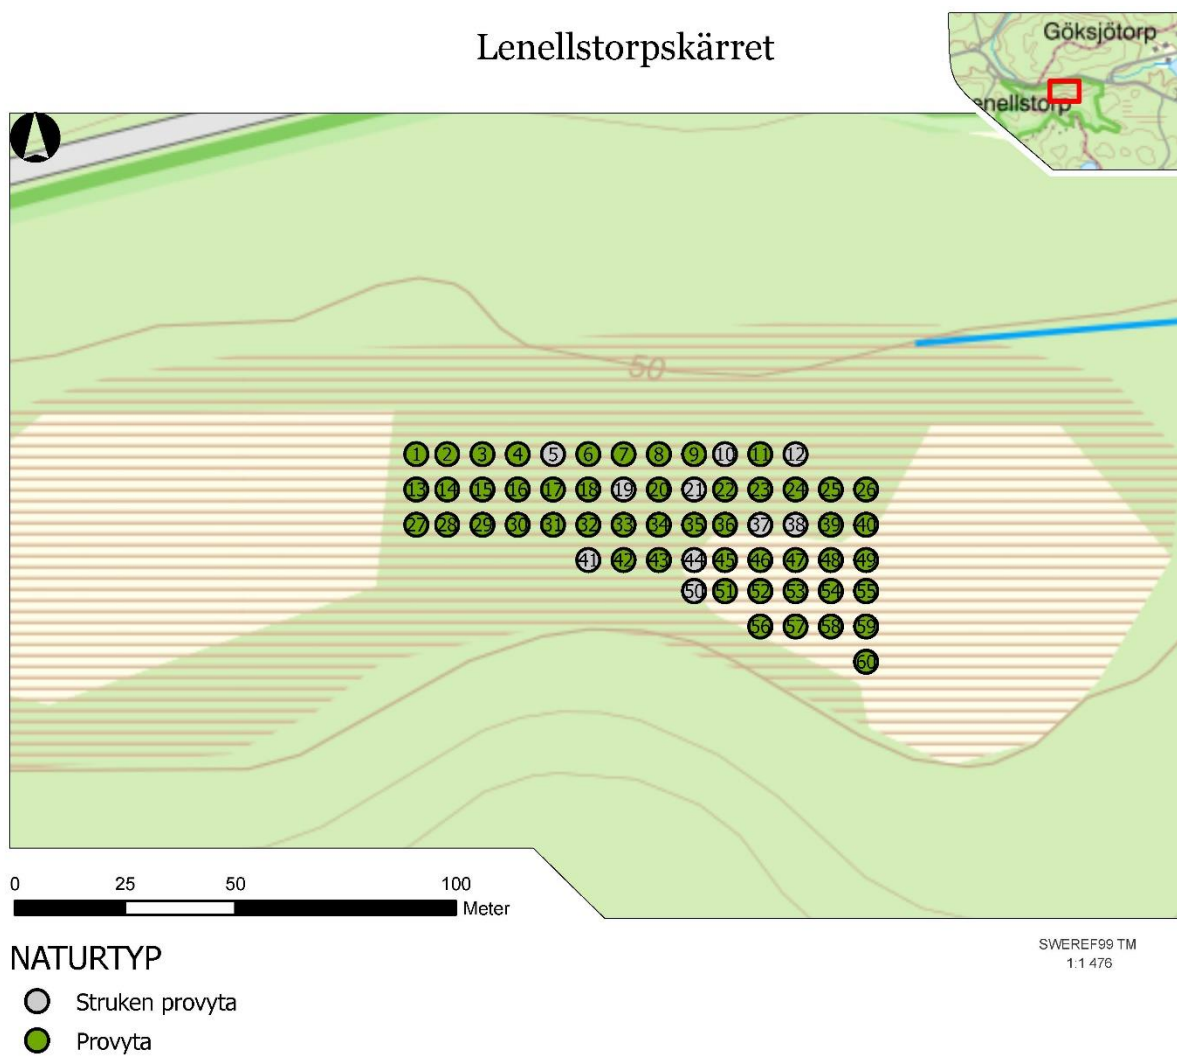 Lenellstorpskärret
Göksjötorp
enellstorp
50
1 2 3 4 5 6 7 8 9 10 11 12
13 14 15 16 17 18 19 20 21 22 23 24 25 26
27 28 29 30 31 32 33 34 35 36 37 38 39 40
41 42 43 44 45 46 47 48 49
50 51 52 53 54 55
56 57 58 59
60
0 25 50 100
Meter
SWEREF99 TM
1:1 476
NATURTYP
Struken provyta
Provyta